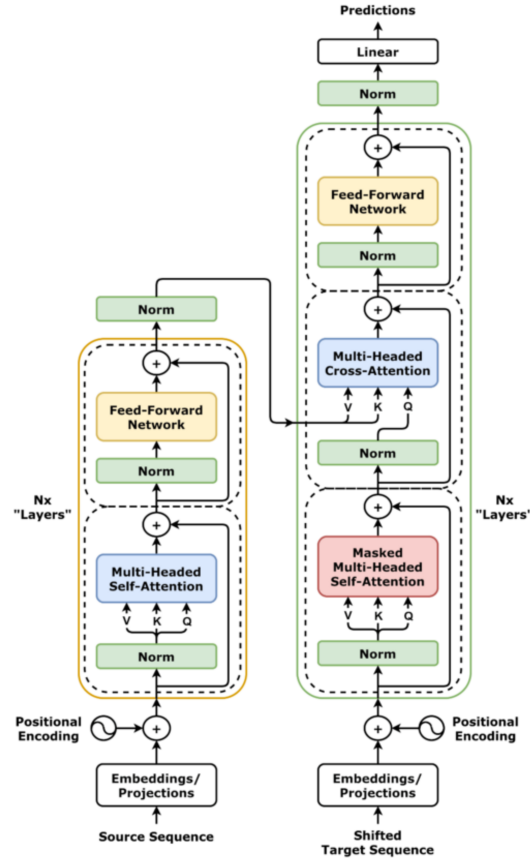 Predictions
Linear
Norm
Feed-Forward
Network
Norm
Multi-Headed
Cross-Attention
V K Q
Norm
Masked
Multi-Headed
Self-Attention
V K Q
Norm
Nx
"Layers"
Positional
Encoding
Embeddings/
Projections
Shifted
Target Sequence
Norm
Feed-Forward
Network
Norm
Multi-Headed
Self-Attention
V K Q
Norm
Nx
"Layers"
Positional
Encoding
Embeddings/
Projections
Source Sequence